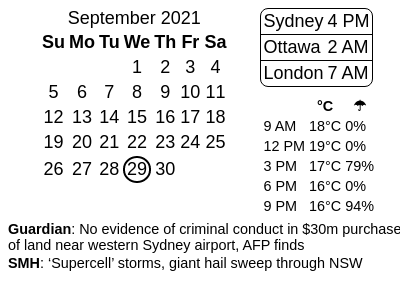 September 2021
Su Mo Tu We Th Fr Sa
1 2 3 4
5 6 7 8 9 10 11
12 13 14 15 16 17 18
19 20 21 22 23 24 25
26 27 28 29 30
Sydney 4 PM
Ottawa 2 AM
London 7 AM
°C ☂
9 AM 18°C 0%
12 PM 19°C 0%
3 PM 17°C 79%
6 PM 16°C 0%
9 PM 16°C 94%
Guardian: No evidence of criminal conduct in $30m purchase
of land near western Sydney airport, AFP finds
SMH: ‘Supercell’ storms, giant hail sweep through NSW